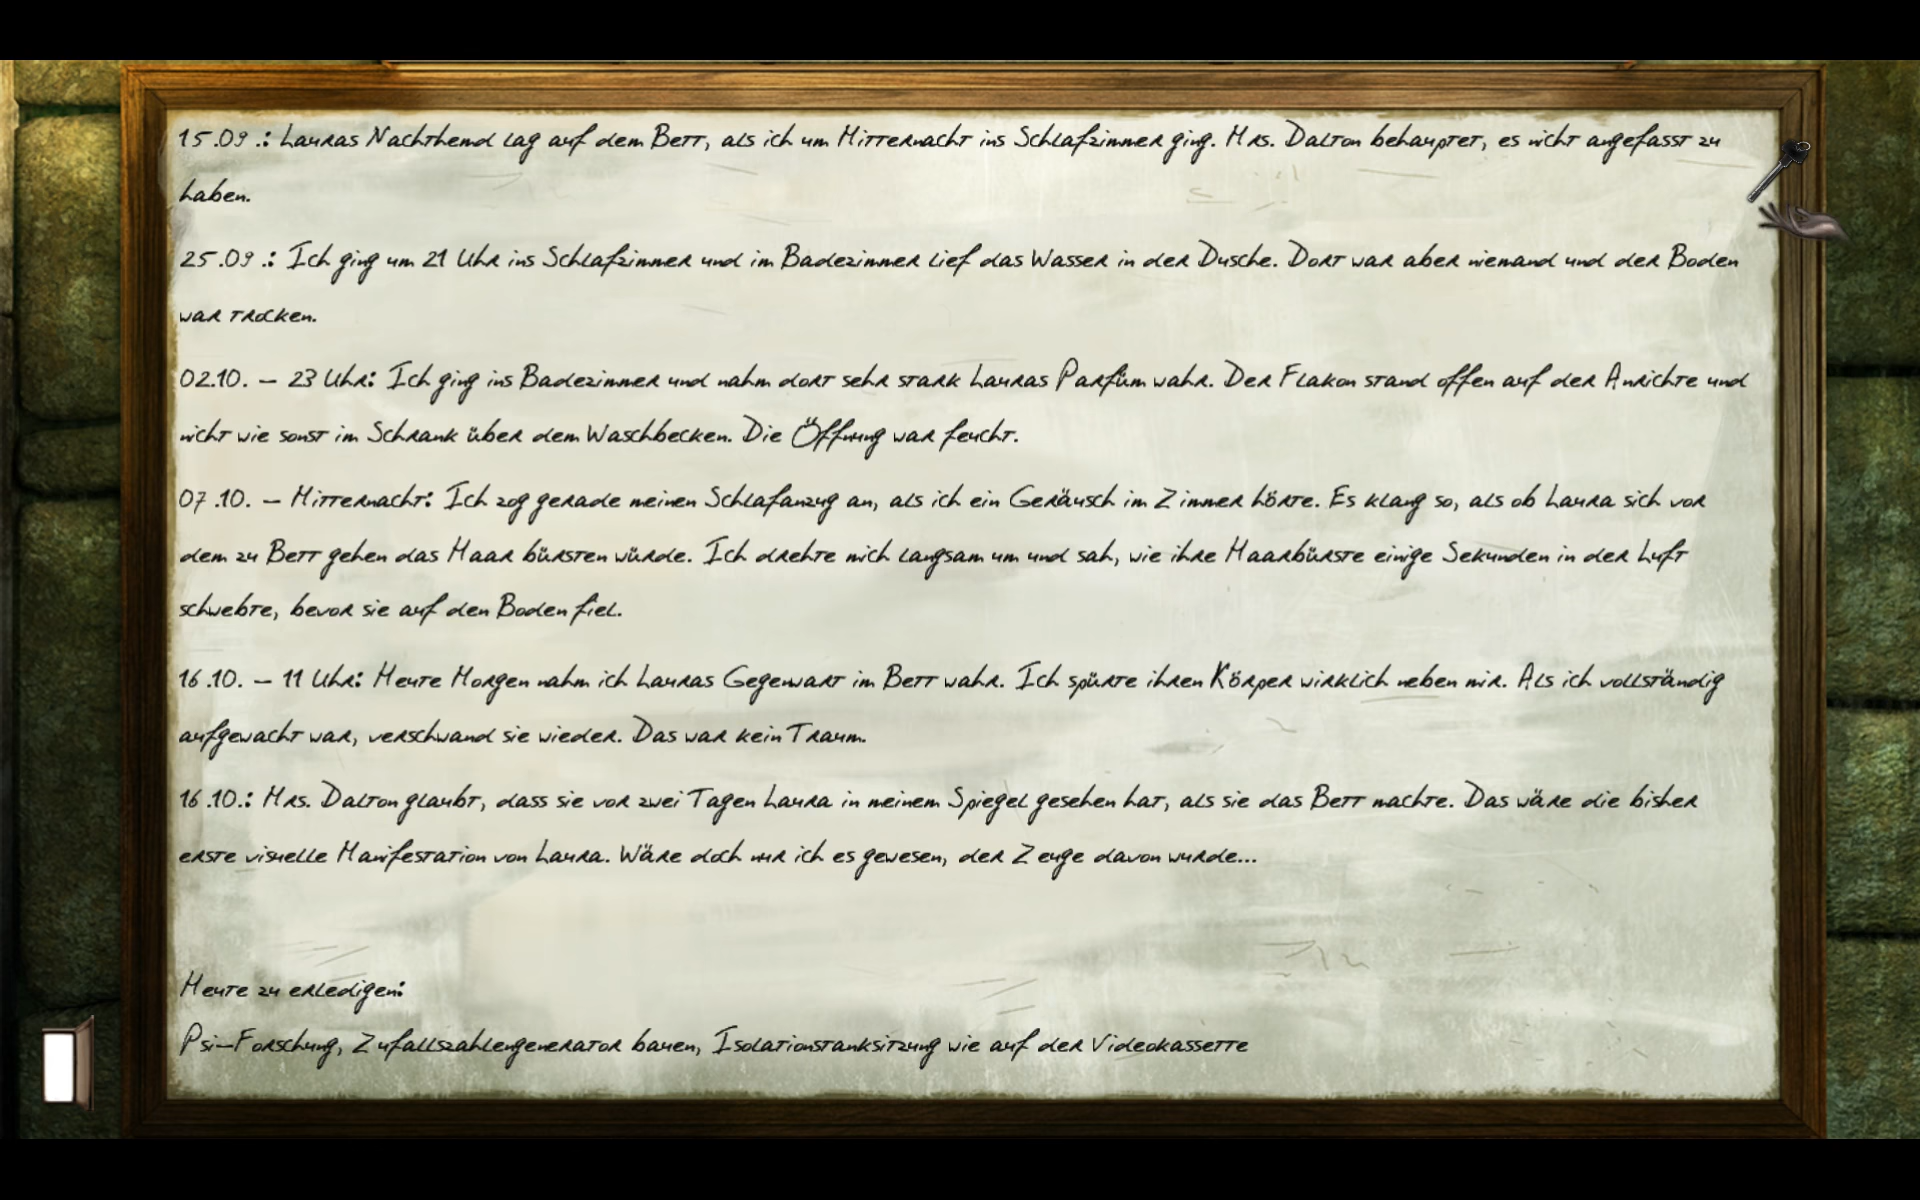 15.09.: Lauras Nachthemd lag auf dem Bett, als ich um Mitternacht ins Schlafzimmer ging. Mrs. Dalton behauptet, es nicht angefasst zu
haben.
25.09.: Ich ging um 21 Uhr ins Schlafzimmer und im Badezimmer lief das Wasser in der Dusche. Dort war aber niemand und der Boden
war trocken.
02.10. – 23 Uhr: Ich ging ins Badezimmer und nahm dort sehr stark Lauras Parfüm wahr. Der Flakon stand offen auf der Anrichte und
nicht wie sonst im Schrank über dem Waschbecken. Die Öffnung war feucht.
07.10. – Mitternacht: Ich zog gerade meinen Schlafanzug an, als ich ein Geräusch im Zimmer hörte. Es klang so, als ob Laura sich vor
dem zu Bett gehen das Haar bürsten würde. Ich drehte mich langsam um und sah, wie ihre Haarbürste einige Sekunden in der Luft
schwebte, bevor sie auf den Boden fiel.
16.10. – 11 Uhr: Heute Morgen nahm ich Lauras Gegenwart im Bett wahr. Ich spürte ihren Körper wirklich neben mir. Als ich vollständig
aufgewacht war, verschwand sie wieder. Das war kein Traum.
16.10.: Mrs. Dalton glaubt, dass sie vor zwei Tagen Laura in meinem Spiegel gesehen hat, als sie das Bett machte. Das wäre die bisher
erste visuelle Manifestation von Laura. Wäre doch nur ich es gewesen, der Zeuge davon wurde...
Heute zu erledigen:
Psi-Forschung, Zufallszahlengenerator bauen, Isolationstanksitzung wie auf der Videokassette